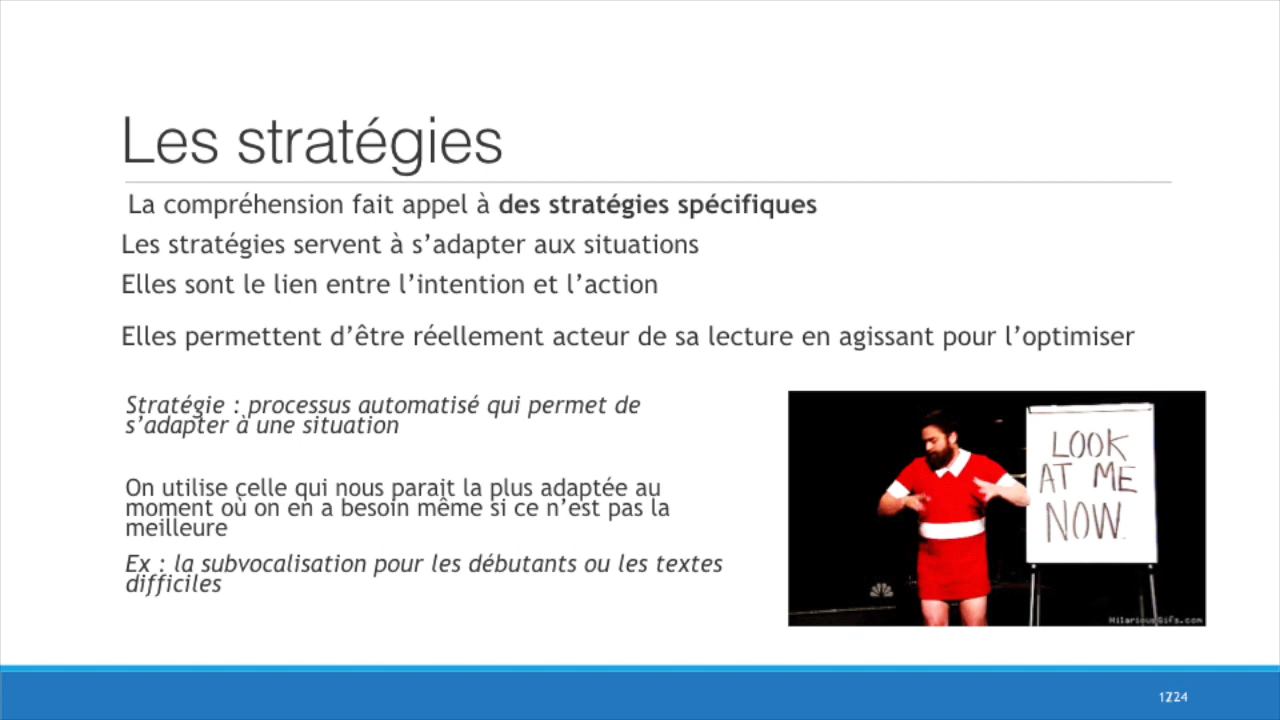 Les stratégies
La compréhension fait appel à des stratégies spécifiques
Les stratégies servent à s’adapter aux situations
Elles sont le lien entre l’intention et l’action
Elles permettent d’être réellement acteur de sa lecture en agissant pour l’optimiser
Stratégie : processus automatisé qui permet de
s’adapter à une situation
On utilise celle qui nous parait la plus adaptée au
moment où on en a besoin même si ce n’est pas la
meilleure
Ex : la subvocalisation pour les débutants ou les textes
difficiles
LOOK
AT ME
NOW.
HilariousGifs.com